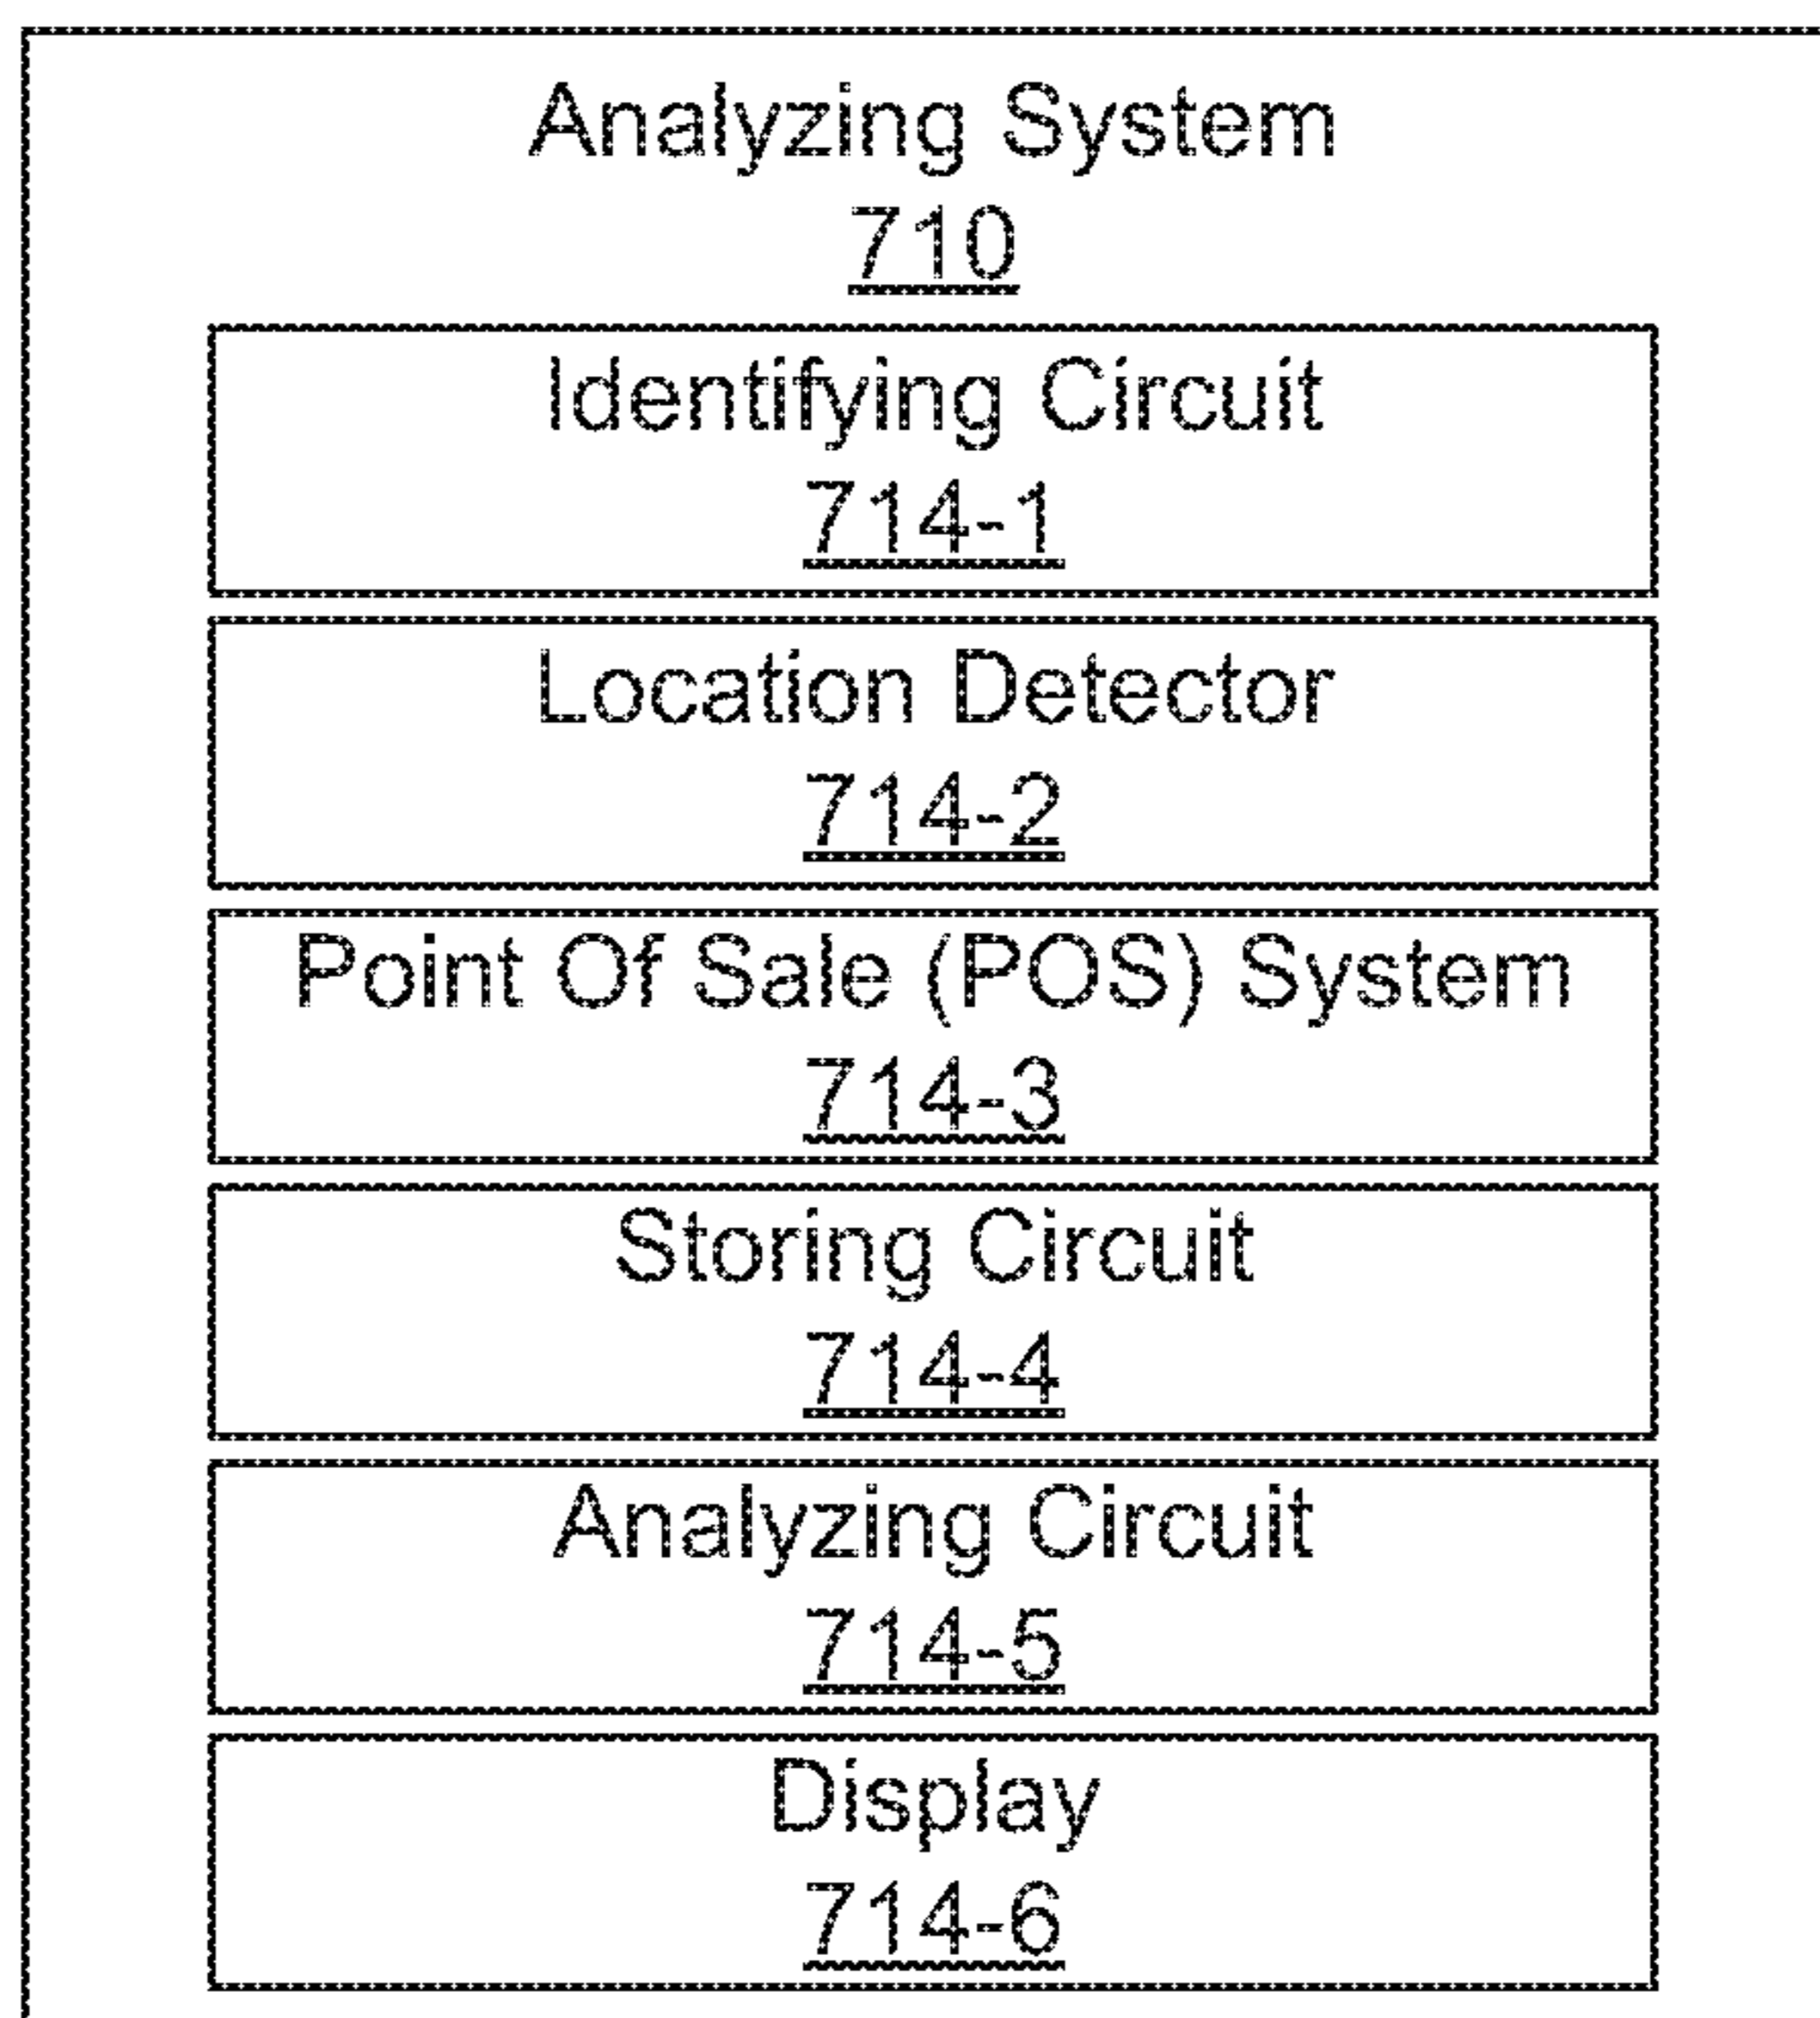 Analyzing System
710
Identifying Circuit
714-1
Location Detector
714-2
Point Of Sale (POS) System
714-3
Storing Circuit
714-4
Analyzing Circuit
714-5
Display
714-6